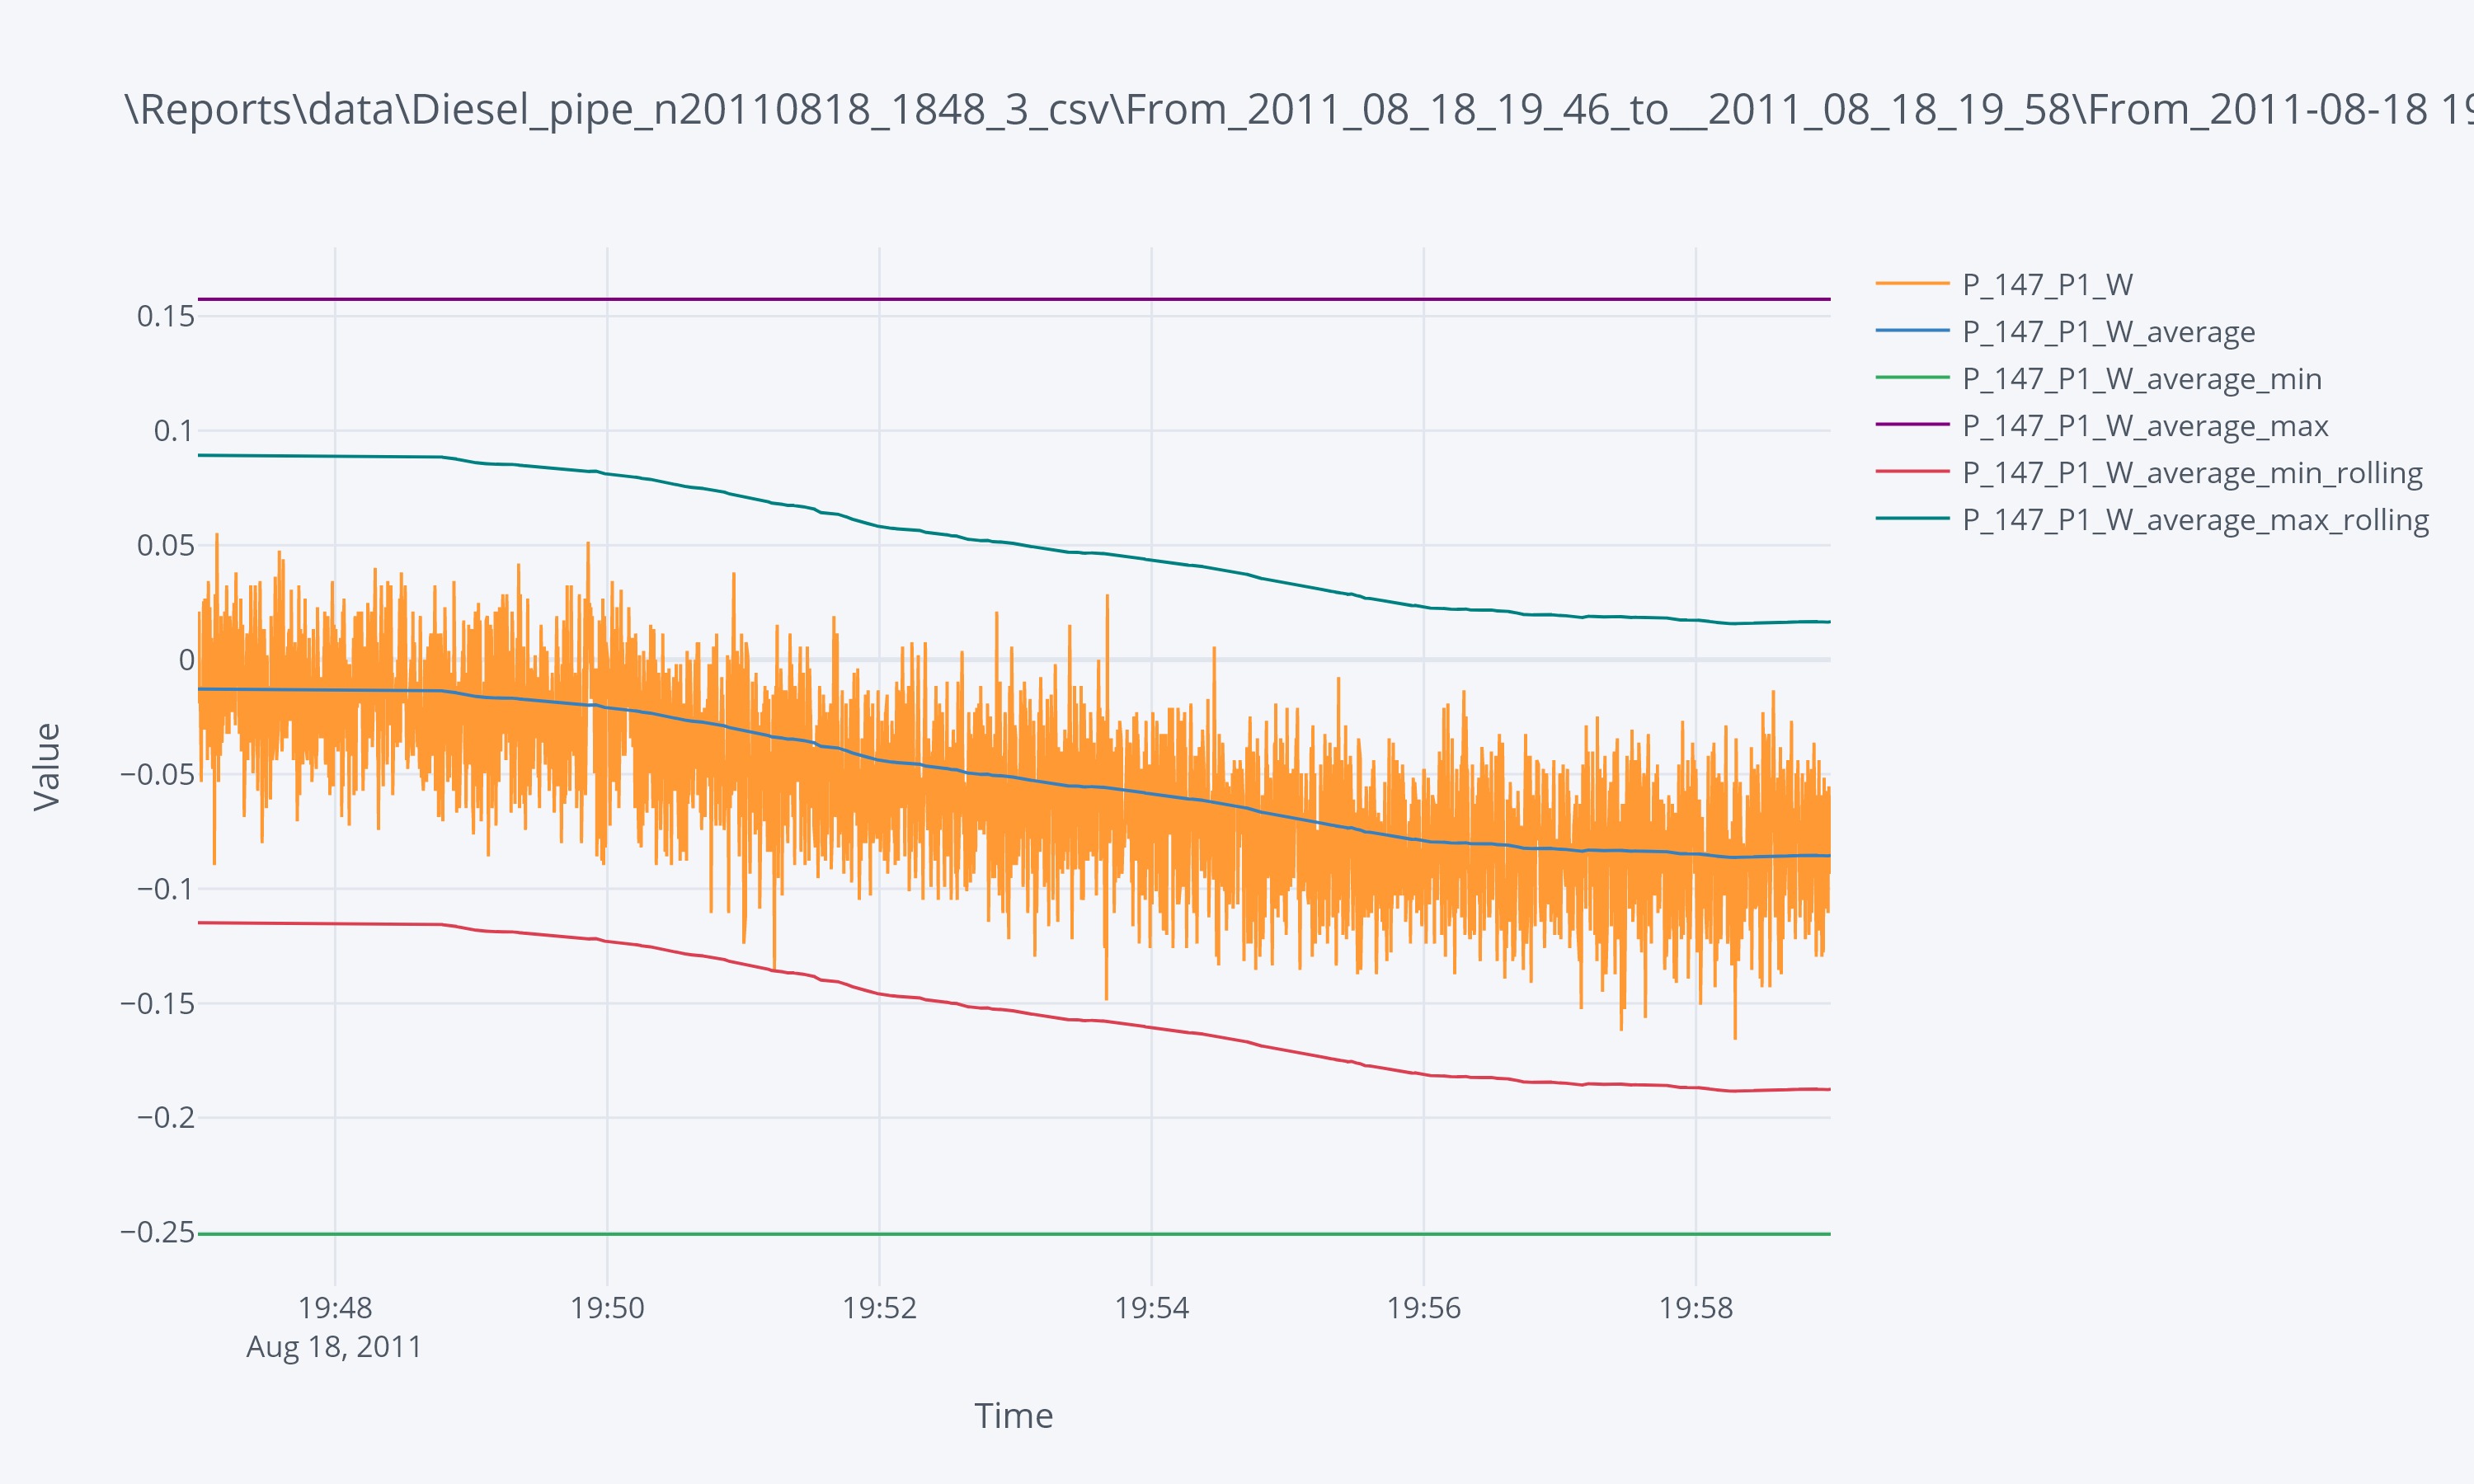 \Reports\data\Diesel_pipe_n20110818_1848_3_csv\From_2011_08_18_19_46_to__2011_08_18_19_58\From_2011-08-18 19
P_147_P1_W
P_147_P1_W_average
P_147_P1_W_average_min
P_147_P1_W_average_max
P_147_P1_W_average_min_rolling
P_147_P1_W_average_max_rolling
Value
0.15
0.1
0.05
0
−0.05
−0.1
−0.15
−0.2
−0.25
19:48
Aug 18, 2011
19:50
19:52
19:54
19:56
19:58
Time